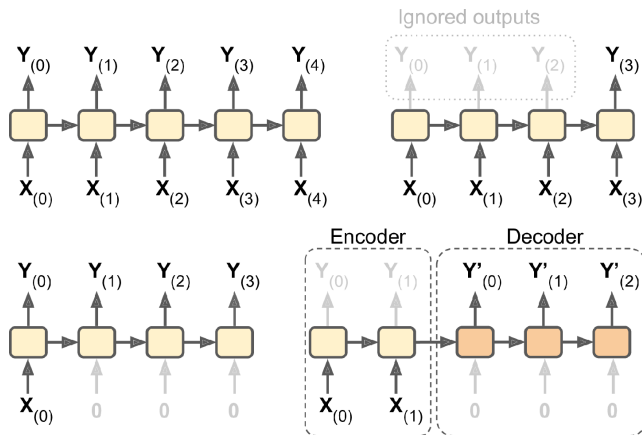 Ignored outputs
Y(0) Y(1) Y(2) Y(3) Y(4)
Y(0) Y(1) Y(2) Y(3)
X(0) X(1) X(2) X(3) X(4)
X(0) X(1) X(2) X(3)
Encoder
Decoder
Y(0) Y(1) Y(2) Y(3)
Y(0) Y(1)
Y'(0) Y'(1) Y'(2)
X(0) 0 0 0
X(0) X(1)
0 0 0